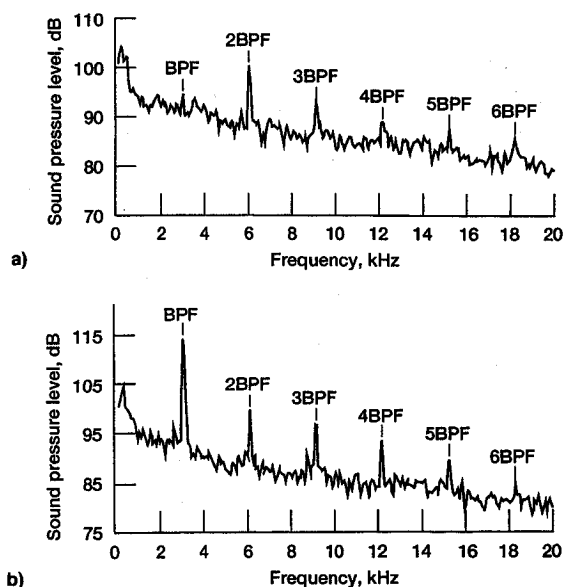 110
2BPF
100
BPF
3BPF
4BPF
5BPF
6BPF
90
80
70
Sound pressure level, dB
0 2 4 6 8 10 12 14 16 18 20
a)
Frequency, kHz
BPF
115
105
2BPF
3BPF
4BPF
5BPF
6BPF
95
85
75
Sound pressure level, dB
0 2 4 6 8 10 12 14 16 18 20
b)
Frequency, kHz